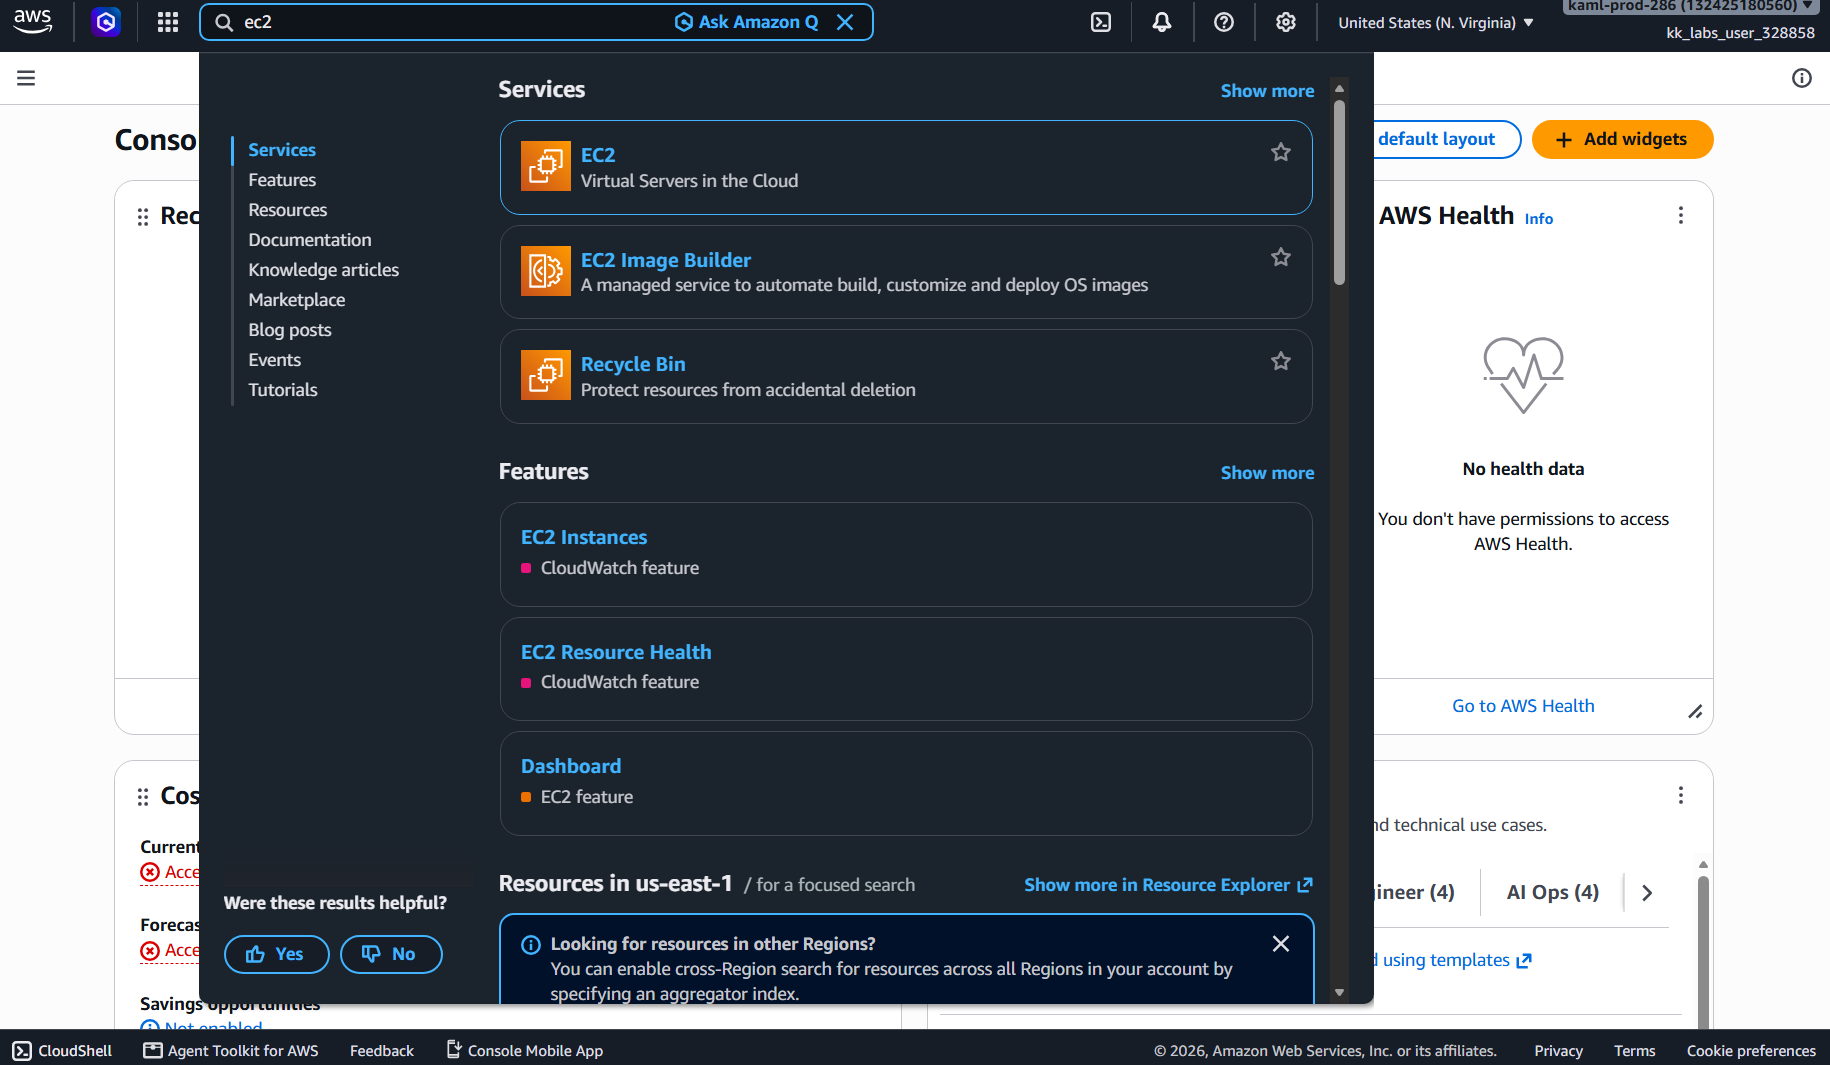 aws
ec2
Ask Amazon Q
United States (N. Virginia)
kaml-prod-286 (132425180560)
kk_labs_user_328858
Conso
default layout
Add widgets
Services
Features
Resources
Documentation
Knowledge articles
Marketplace
Blog posts
Events
Tutorials
Were these results helpful?
Yes
No
Services
Show more
EC2
Virtual Servers in the Cloud
EC2 Image Builder
A managed service to automate build, customize and deploy OS images
Recycle Bin
Protect resources from accidental deletion
Features
Show more
EC2 Instances
CloudWatch feature
EC2 Resource Health
CloudWatch feature
Dashboard
EC2 feature
Resources in us-east-1 / for a focused search
Show more in Resource Explorer
Looking for resources in other Regions?
You can enable cross-Region search for resources across all Regions in your account by
specifying an aggregator index.
Rec
AWS Health Info
No health data
You don't have permissions to access
AWS Health.
Go to AWS Health
Cos
Current
Acce
Forecas
Acce
Savings opportunities
Not enabled
nd technical use cases.
gineer (4)
AI Ops (4)
d using templates
CloudShell
Agent Toolkit for AWS
Feedback
Console Mobile App
© 2026, Amazon Web Services, Inc. or its affiliates.
Privacy
Terms
Cookie preferences